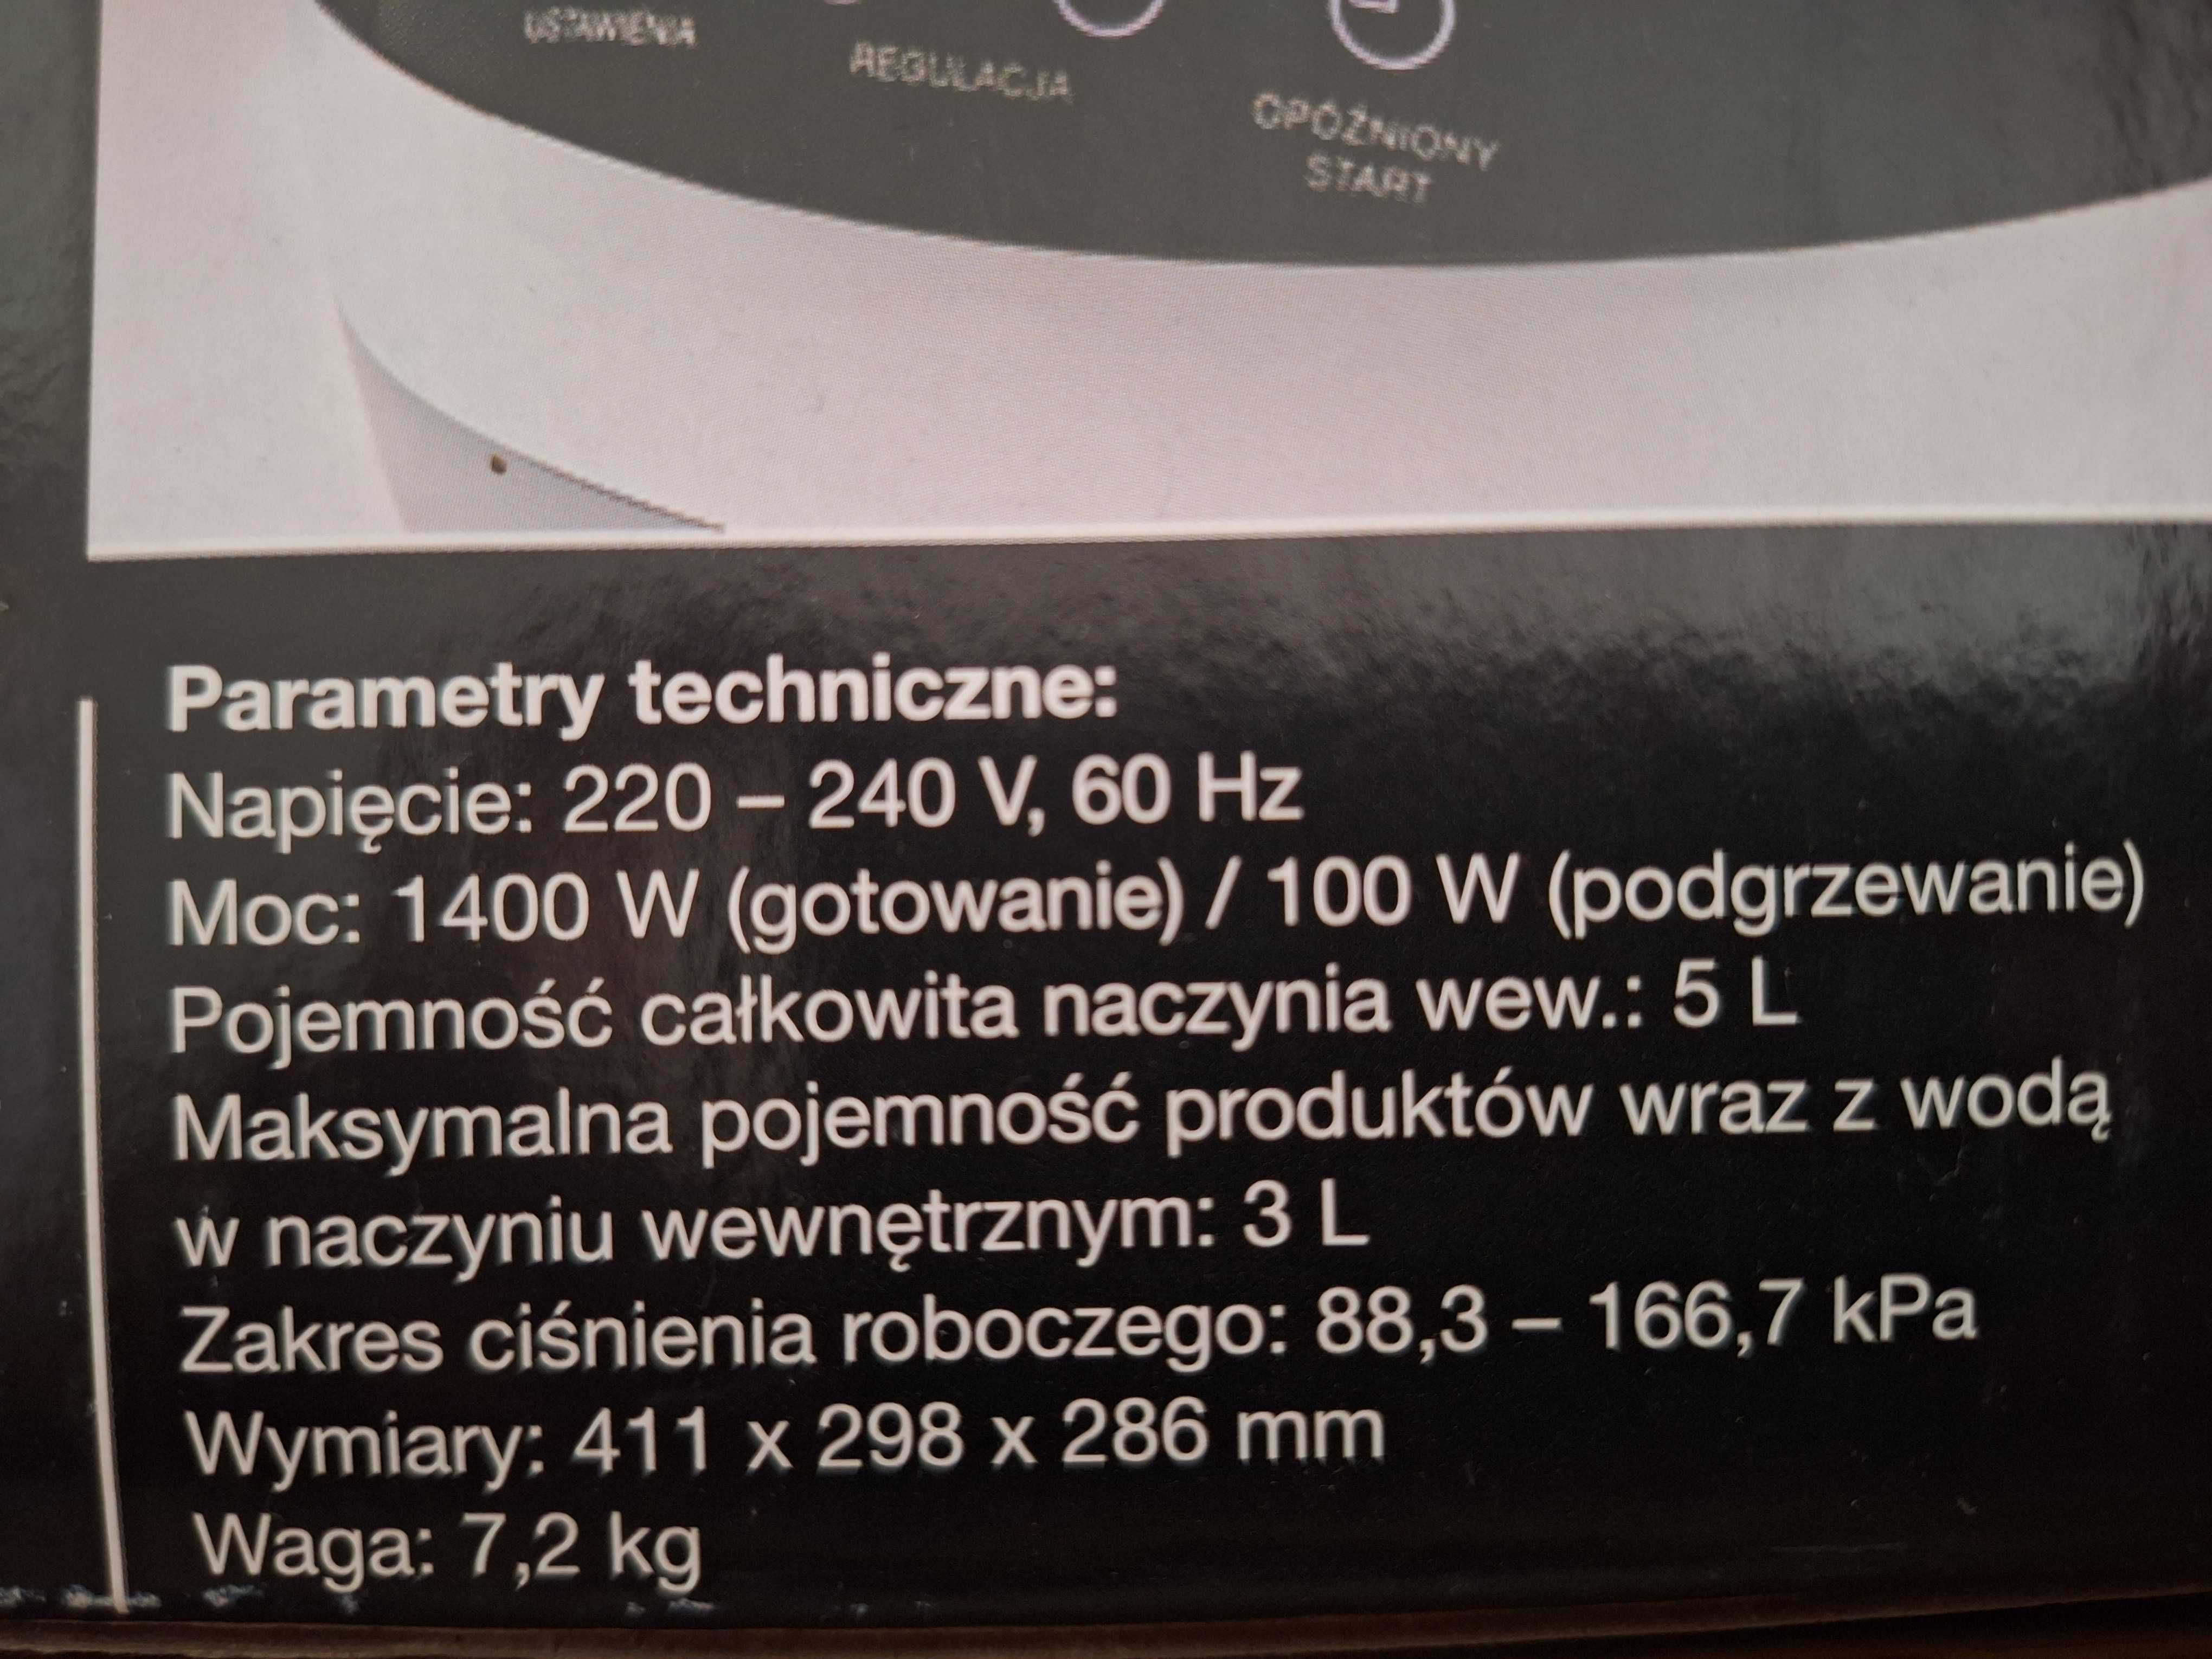 USTAWIENIA
REGULACJA
OPÓŹNIONY
START
Parametry techniczne:
Napięcie: 220 – 240 V, 60 Hz
Moc: 1400 W (gotowanie) / 100 W (podgrzewanie)
Pojemność całkowita naczynia wew.: 5 L
Maksymalna pojemność produktów wraz z wodą
w naczyniu wewnętrznym: 3 L
Zakres ciśnienia roboczego: 88,3 – 166,7 kPa
Wymiary: 411 x 298 x 286 mm
Waga: 7,2 kg